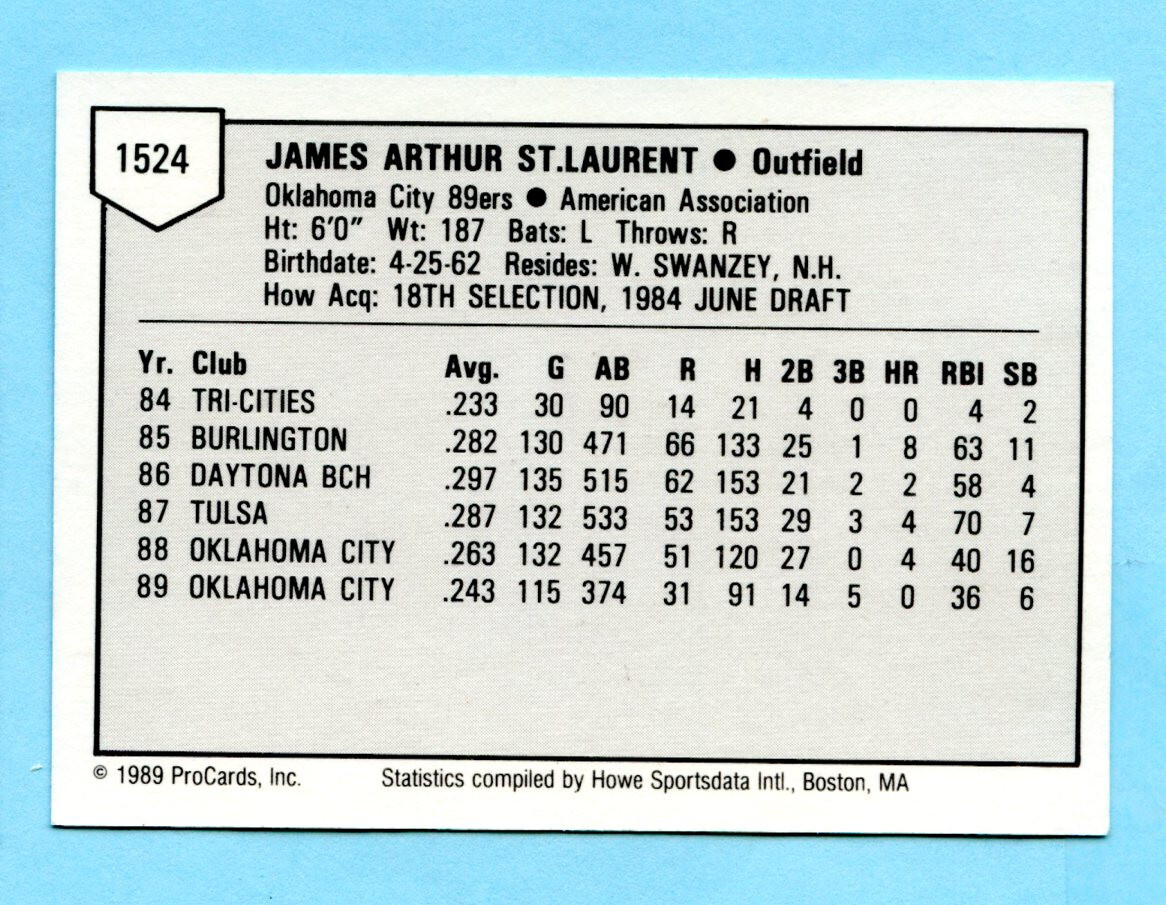 1524
JAMES ARTHUR ST.LAURENT ● Outfield
Oklahoma City 89ers ● American Association
Ht: 6'0" Wt: 187 Bats: L Throws: R
Birthdate: 4-25-62 Resides: W. SWANZEY, N.H.
How Acq: 18TH SELECTION, 1984 JUNE DRAFT
Yr. Club Avg. G AB R H 2B 3B HR RBI SB
84 TRI-CITIES .233 30 90 14 21 4 0 0 4 2
85 BURLINGTON .282 130 471 66 133 25 1 8 63 11
86 DAYTONA BCH .297 135 515 62 153 21 2 2 58 4
87 TULSA .287 132 533 53 153 29 3 4 70 7
88 OKLAHOMA CITY .263 132 457 51 120 27 0 4 40 16
89 OKLAHOMA CITY .243 115 374 31 91 14 5 0 36 6
© 1989 ProCards, Inc. Statistics compiled by Howe Sportsdata Intl., Boston, MA